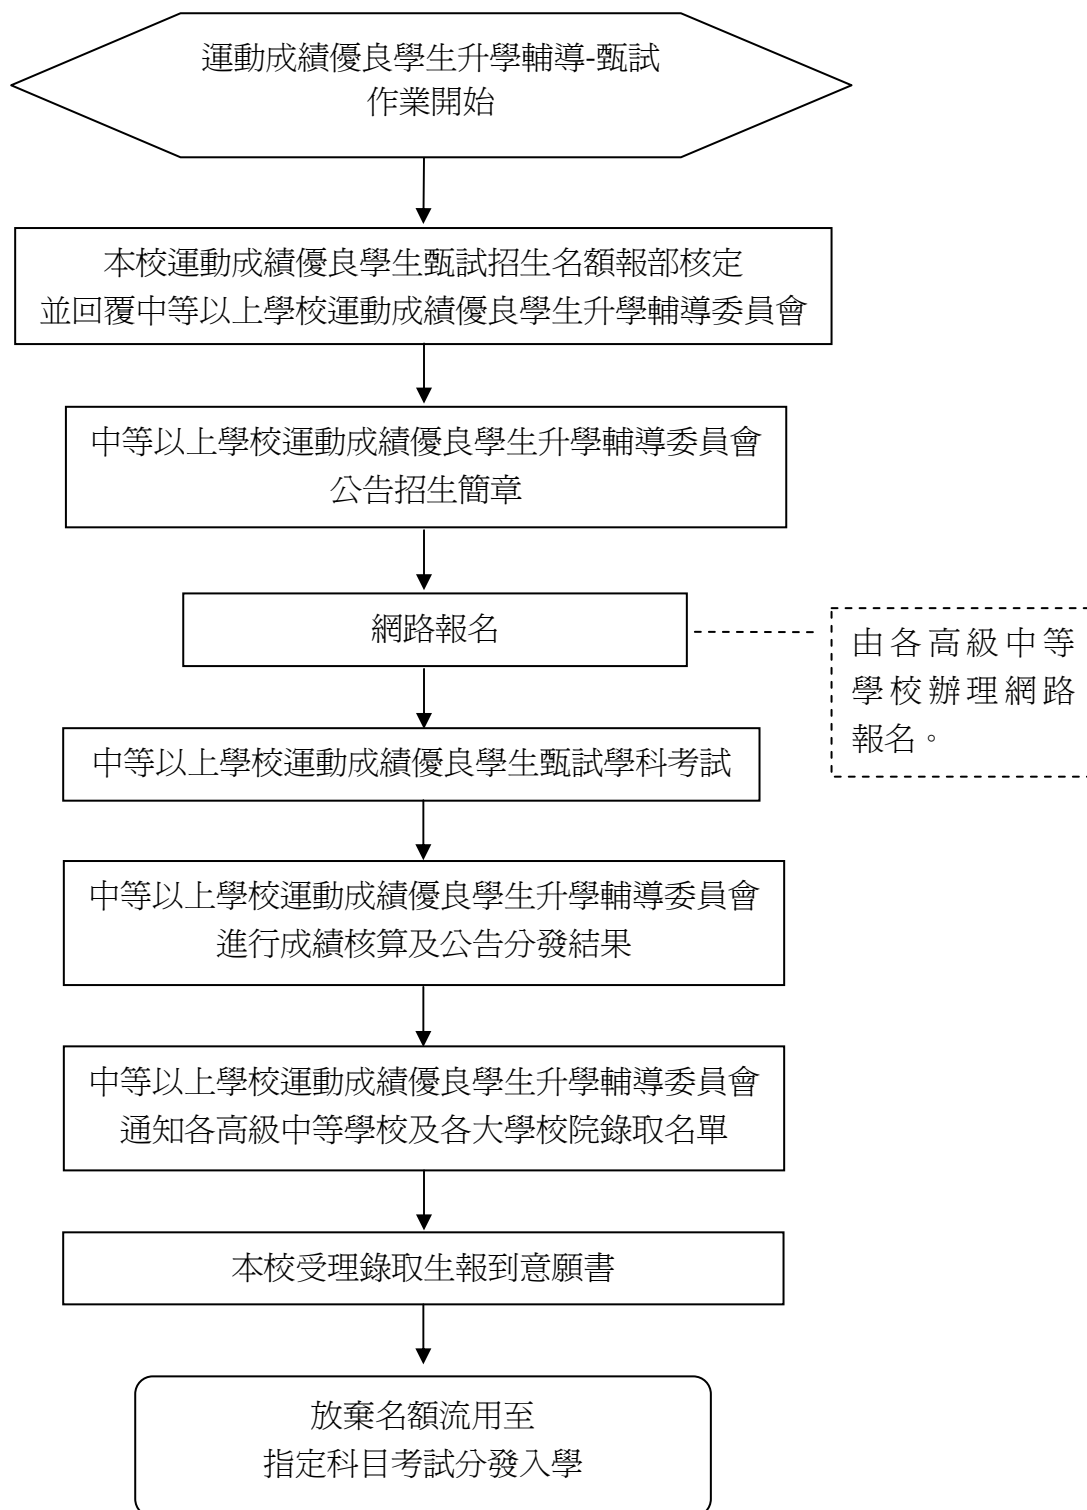 運動成績優良學生升學輔導-甄試
作業開始
本校運動成績優良學生甄試招生名額報部核定
並回覆中等以上學校運動成績優良學生升學輔導委員會
中等以上學校運動成績優良學生升學輔導委員會
公告招生簡章
網路報名
由各高級中等
學校辦理網路
報名。
中等以上學校運動成績優良學生甄試學科考試
中等以上學校運動成績優良學生升學輔導委員會
進行成績核算及公告分發結果
中等以上學校運動成績優良學生升學輔導委員會
通知各高級中等學校及各大學校院錄取名單
本校受理錄取生報到意願書
放棄名額流用至
指定科目考試分發入學